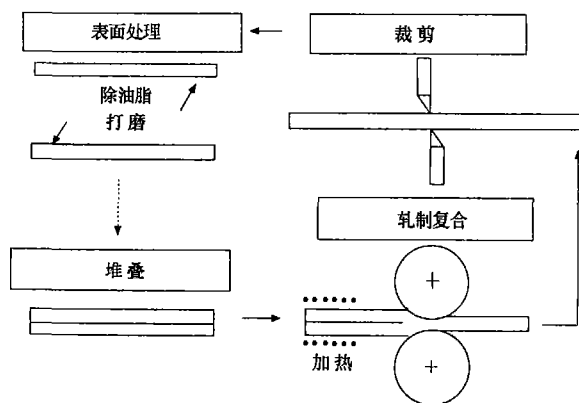 表面处理
裁 剪
除油脂
打 磨
轧制复合
堆 叠
加 热